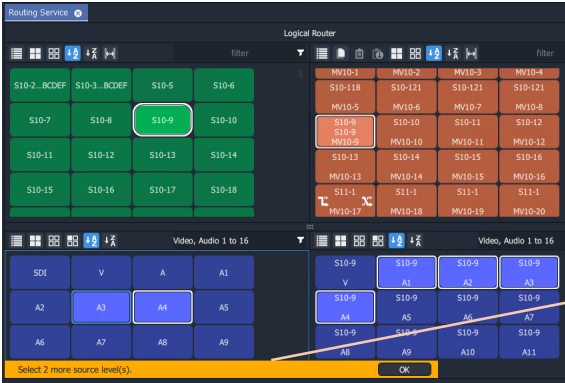 Routing Service
Logical Router
filter
filter
S10-2...BCDEF S10-3...BCDEF S10-5 S10-6
S10-7 S10-8 S10-9 S10-10
S10-11 S10-12 S10-13 S10-14
S10-15 S10-16 S10-17 S10-18
MV10-1 MV10-2 MV10-3 MV10-4
S10-118 S10-121 S10-121 S10-121
MV10-5 MV10-6 MV10-7 MV10-8
S10-9 S10-10 S10-11 S10-12
S10-9
MV10-9 MV10-10 MV10-11 MV10-12
S10-13 S10-14 S10-15 S10-16
MV10-13 MV10-14 MV10-15 MV10-16
S11-1 S11-1 S11-1 S11-1
MV10-17 MV10-18 MV10-19 MV10-20
Video, Audio 1 to 16
Video, Audio 1 to 16
SDI V A A1
A2 A3 A4 A5
A6 A7 A8 A9
S10-9 S10-9 S10-9 S10-9
V A1 A2 A3
S10-9 S10-9 S10-9 S10-9
A4 A5 A6 A7
S10-9 S10-9 S10-9 S10-9
A8 A9 A10 A11
Select 2 more source level(s).
OK